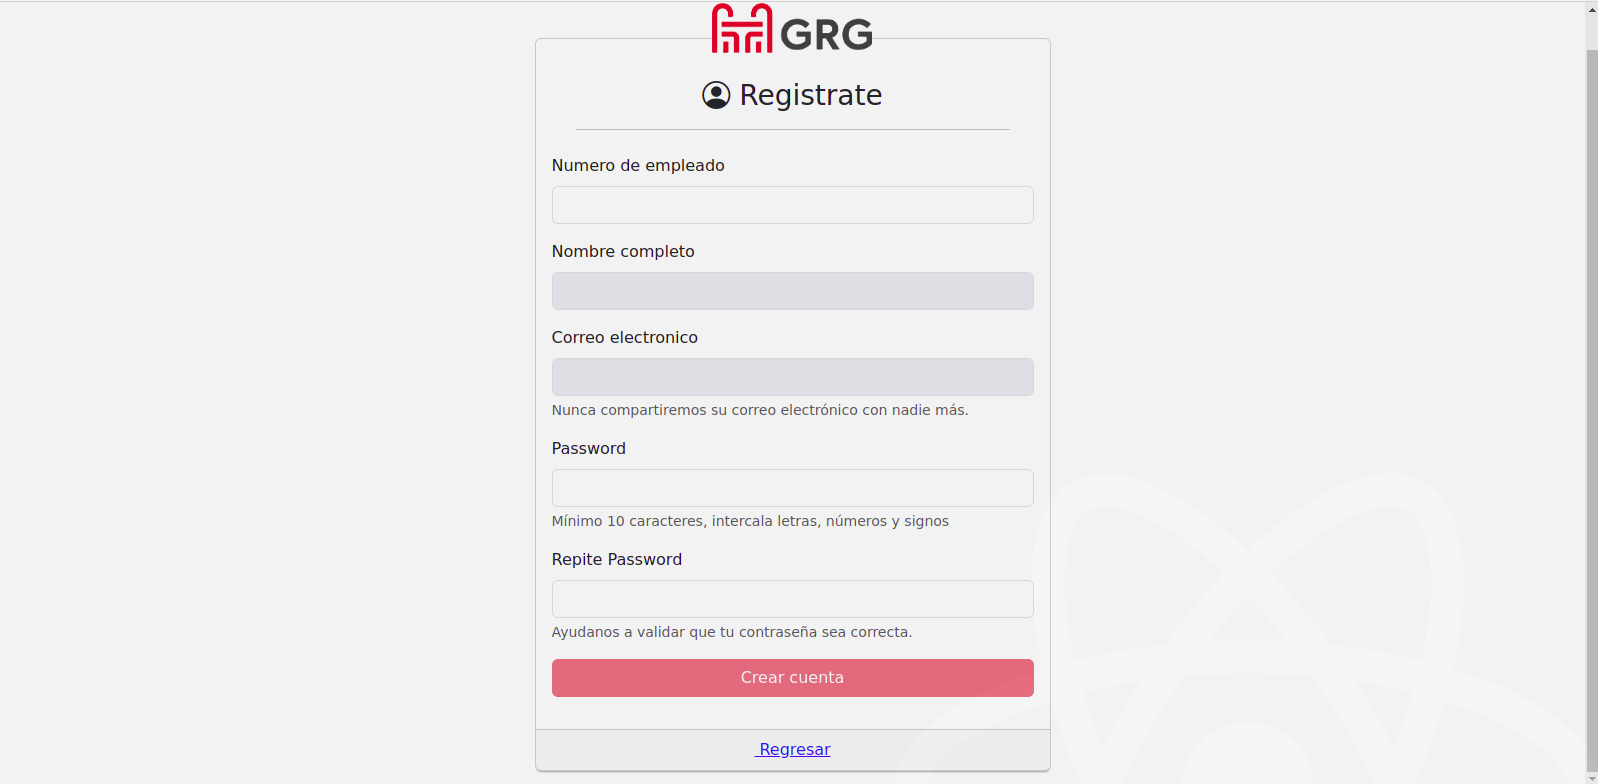 GRG
Registrate
Numero de empleado
Nombre completo
Correo electronico
Nunca compartiremos su correo electrónico con nadie más.
Password
Mínimo 10 caracteres, intercala letras, números y signos
Repite Password
Ayudanos a validar que tu contraseña sea correcta.
Crear cuenta
Regresar